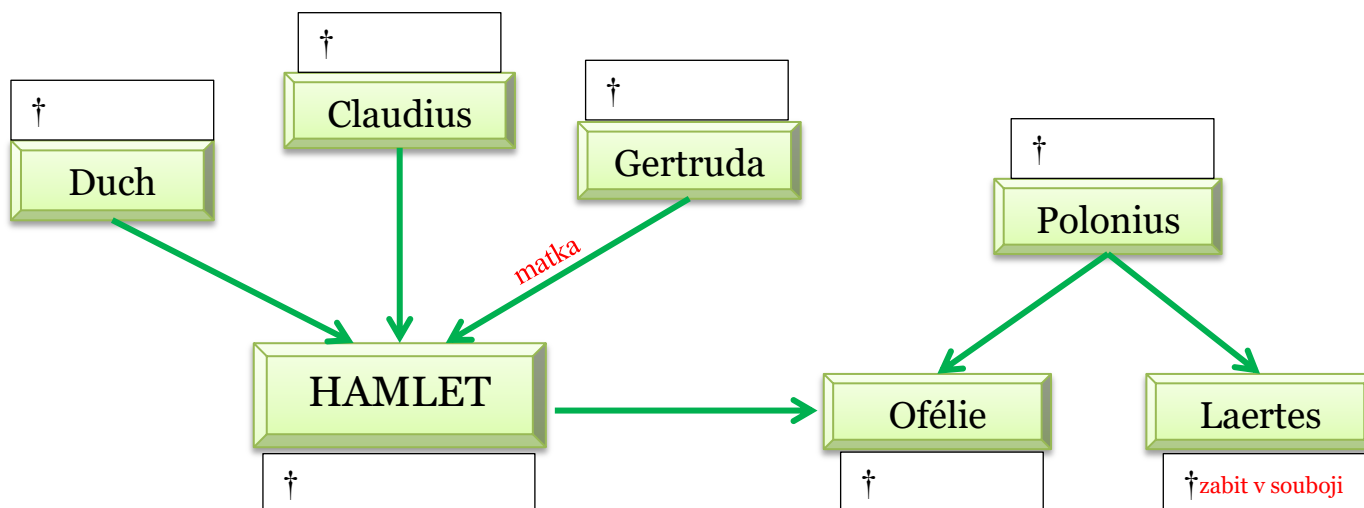 †
†
†
†
Duch
Claudius
Gertruda
Polonius
matka
HAMLET
Ofélie
Laertes
†
†
†zabit v souboji